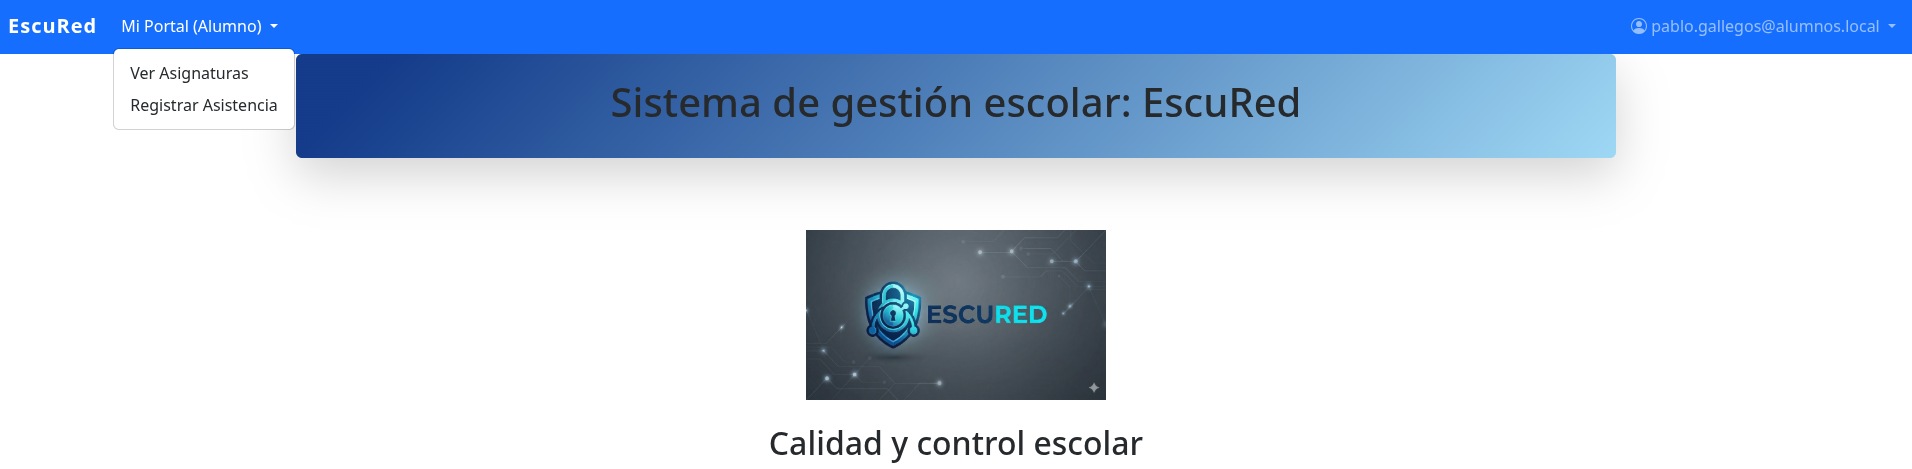 EscuRed
Mi Portal (Alumno)
pablo.gallegos@alumnos.local
Ver Asignaturas
Registrar Asistencia
Sistema de gestión escolar: EscuRed
ESCURED
Calidad y control escolar